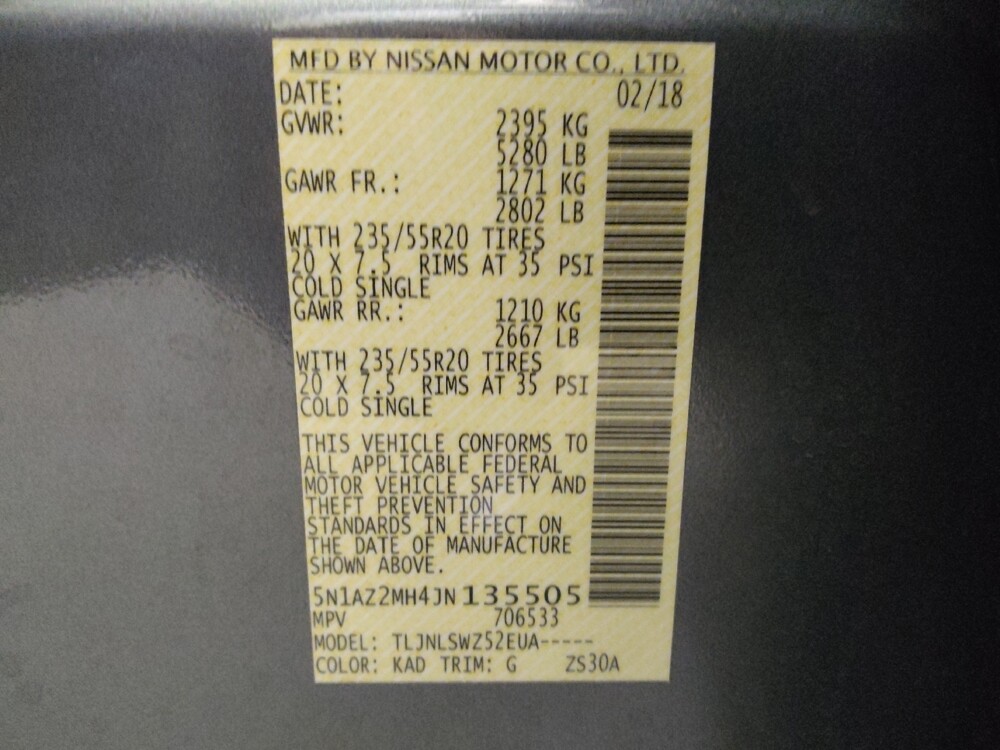 MFD BY NISSAN MOTOR CO., LTD.
DATE: 02/18
GVWR: 2395 KG
5280 LB
GAWR FR.: 1271 KG
2802 LB
WITH 235/55R20 TIRES
20 X 7.5 RIMS AT 35 PSI
COLD SINGLE
GAWR RR.: 1210 KG
2667 LB
WITH 235/55R20 TIRES
20 X 7.5 RIMS AT 35 PSI
COLD SINGLE
THIS VEHICLE CONFORMS TO
ALL APPLICABLE FEDERAL
MOTOR VEHICLE SAFETY AND
THEFT PREVENTION
STANDARDS IN EFFECT ON
THE DATE OF MANUFACTURE
SHOWN ABOVE.
5N1AZ2MH4JN135505
MPV 706533
MODEL: TLJNLSWZ52EUA-----
COLOR: KAD TRIM: G ZS30A